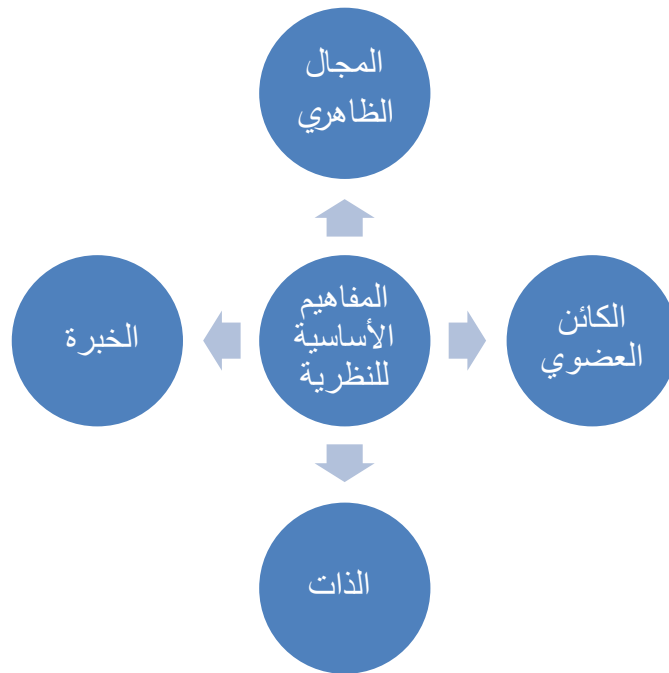 المجال
الظاهري
الكائن
العضوي
المفاهيم
الأساسية
للنظرية
الخبرة
الذات